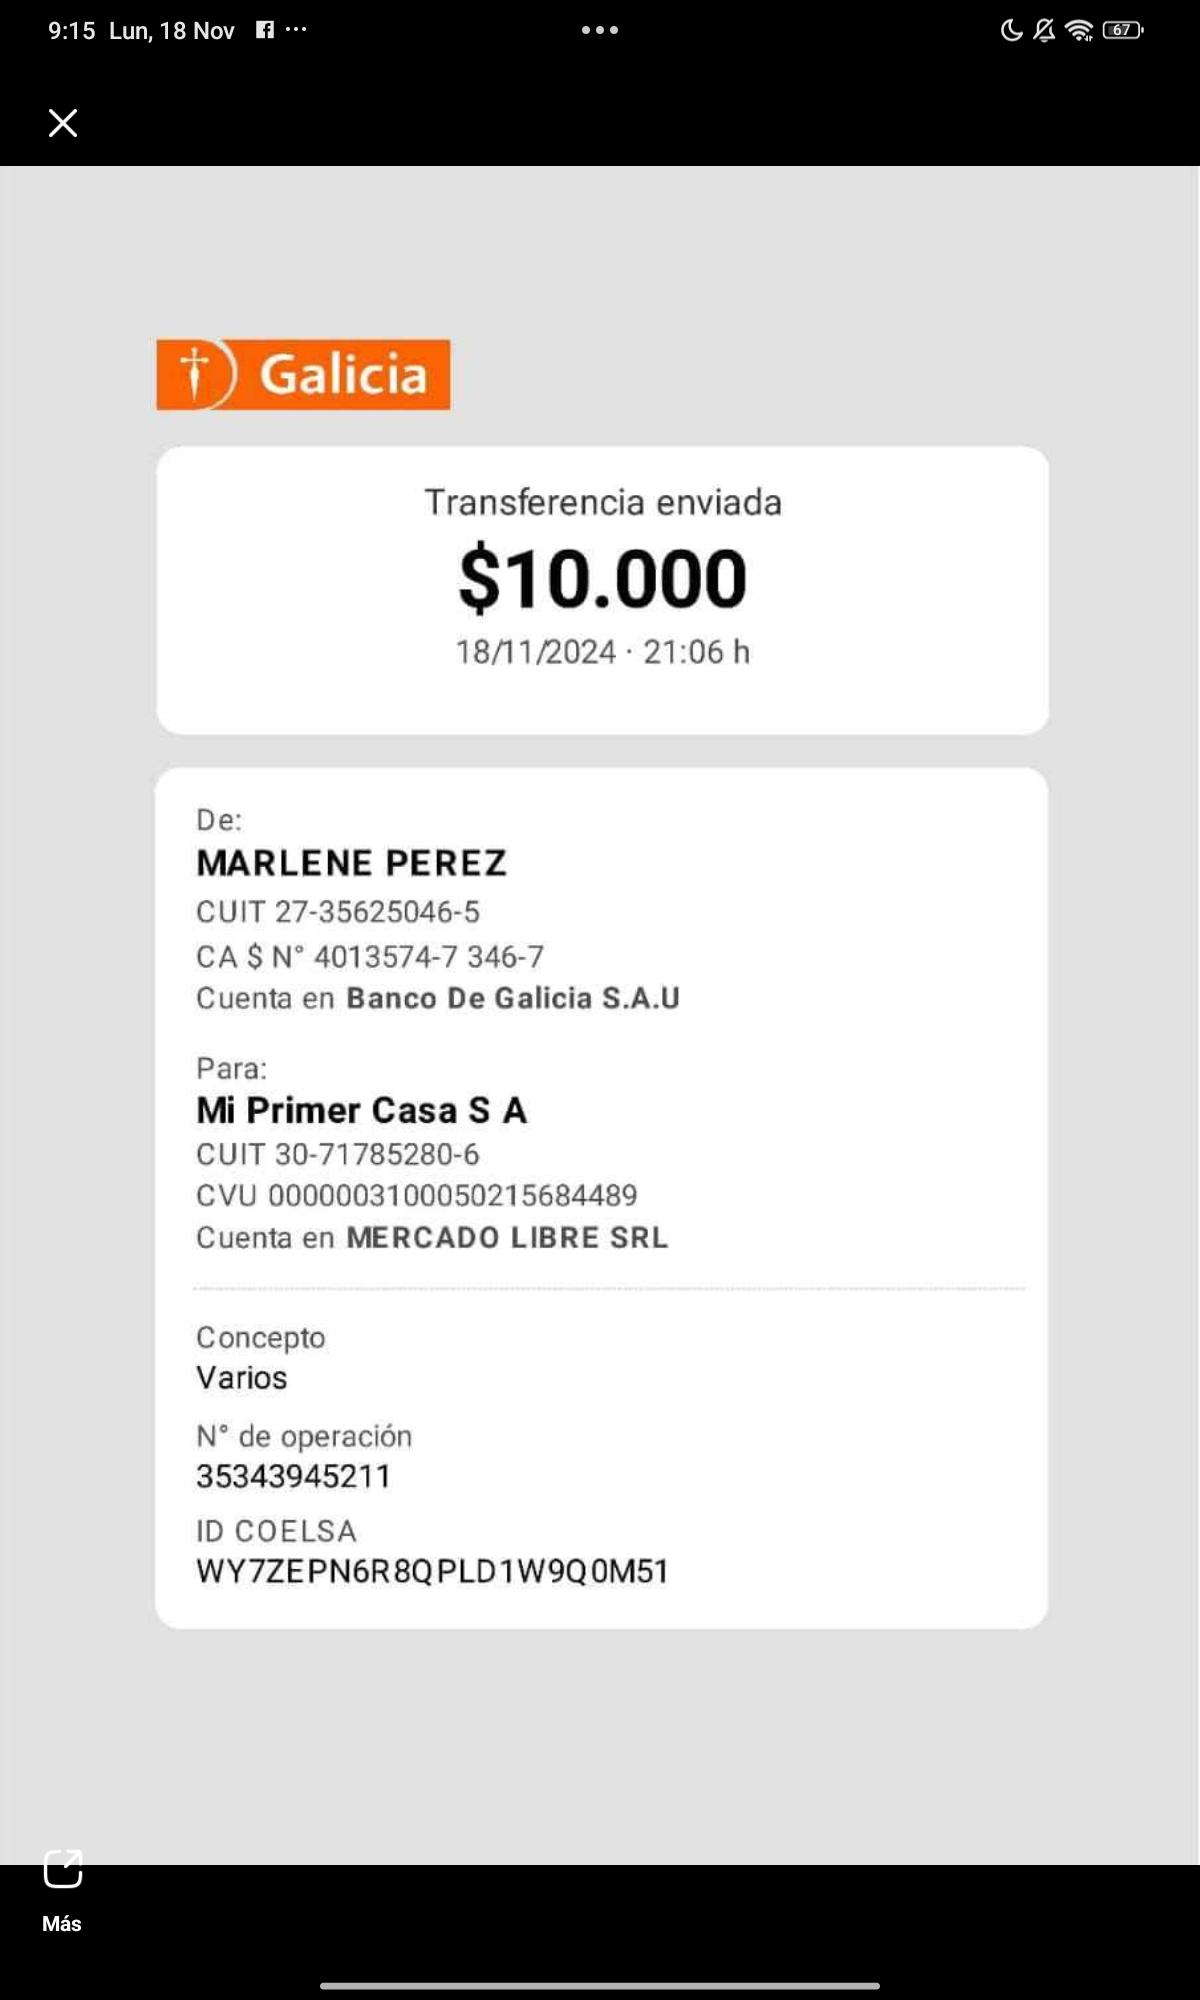 9:15 Lun, 18 Nov
67
Galicia
Transferencia enviada
$10.000
18/11/2024 · 21:06 h
De:
MARLENE PEREZ
CUIT 27-35625046-5
CA $ N° 4013574-7 346-7
Cuenta en Banco De Galicia S.A.U
Para:
Mi Primer Casa S A
CUIT 30-71785280-6
CVU 0000003100050215684489
Cuenta en MERCADO LIBRE SRL
Concepto
Varios
N° de operación
35343945211
ID COELSA
WY7ZEPN6R8QPLD1W9Q0M51
Más